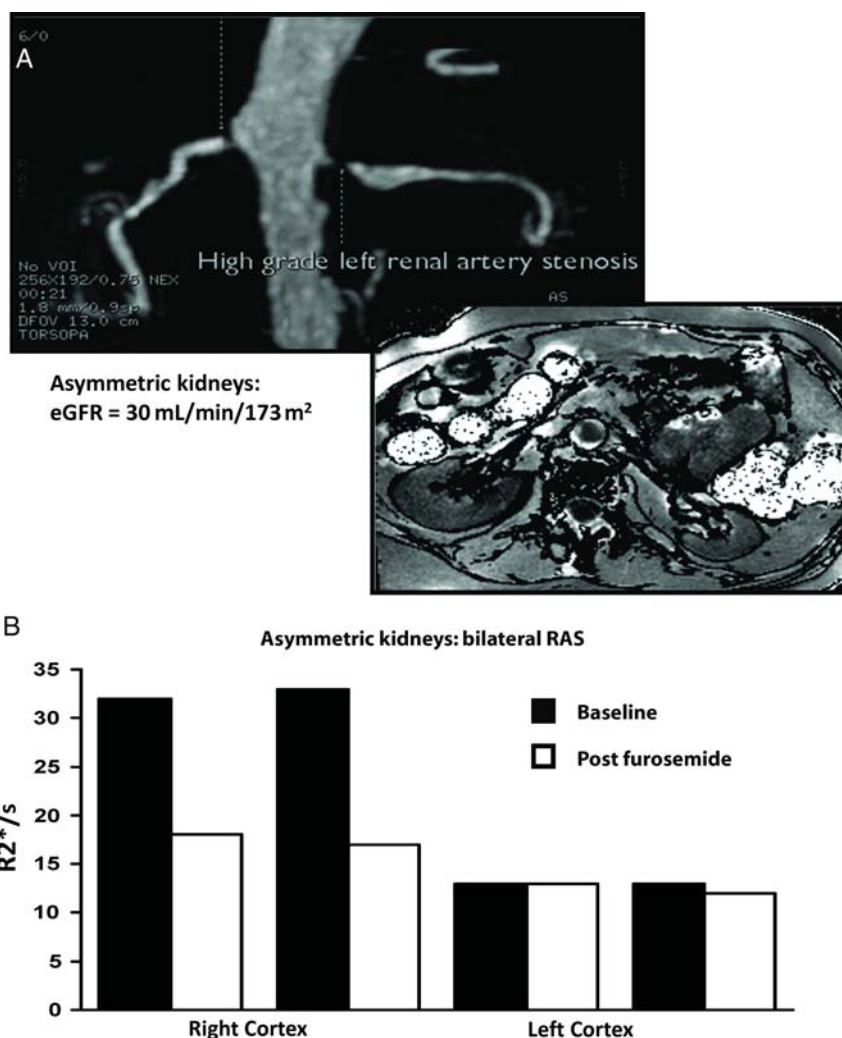 6/0
A
High grade left renal artery stenosis
No VOI
256X192/0.75 NEX
00:21
1.8 mm/0.9sp
DFOV 13.0 cm
TORSOPA
AS
Asymmetric kidneys:
eGFR = 30 mL/min/173 m²
B
Asymmetric kidneys: bilateral RAS
35
30
25
20
15
10
5
0
R2*/s
Baseline
Post furosemide
Right Cortex
Left Cortex